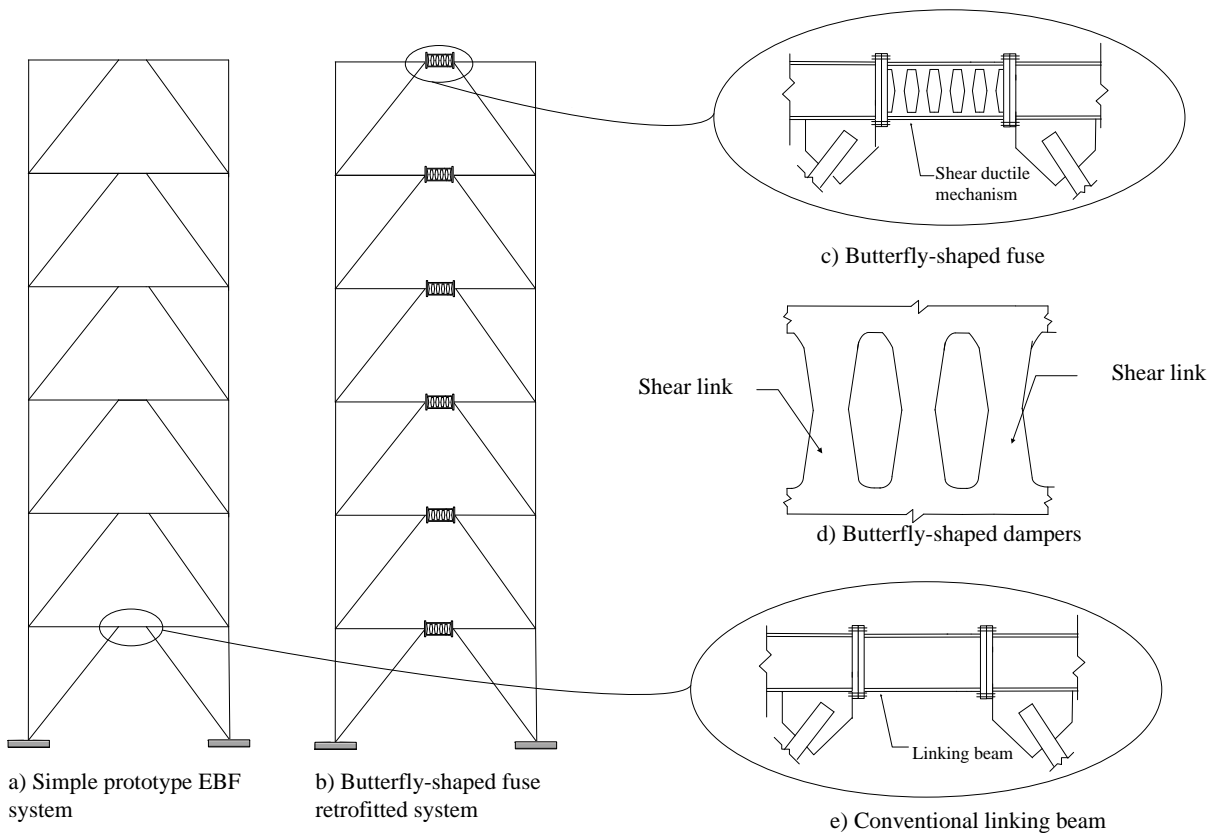 Shear ductile
mechanism
c) Butterfly-shaped fuse
Shear link
Shear link
d) Butterfly-shaped dampers
Linking beam
a) Simple prototype EBF
system
b) Butterfly-shaped fuse
retrofitted system
e) Conventional linking beam